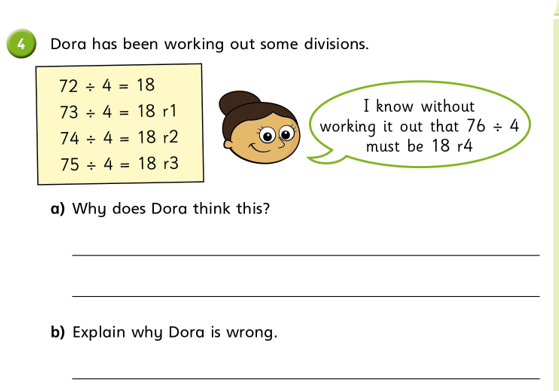 4 Dora has been working out some divisions.
72 ÷ 4 = 18
73 ÷ 4 = 18 r1
74 ÷ 4 = 18 r2
75 ÷ 4 = 18 r3
I know without
working it out that 76 ÷ 4
must be 18 r4
a) Why does Dora think this?
b) Explain why Dora is wrong.